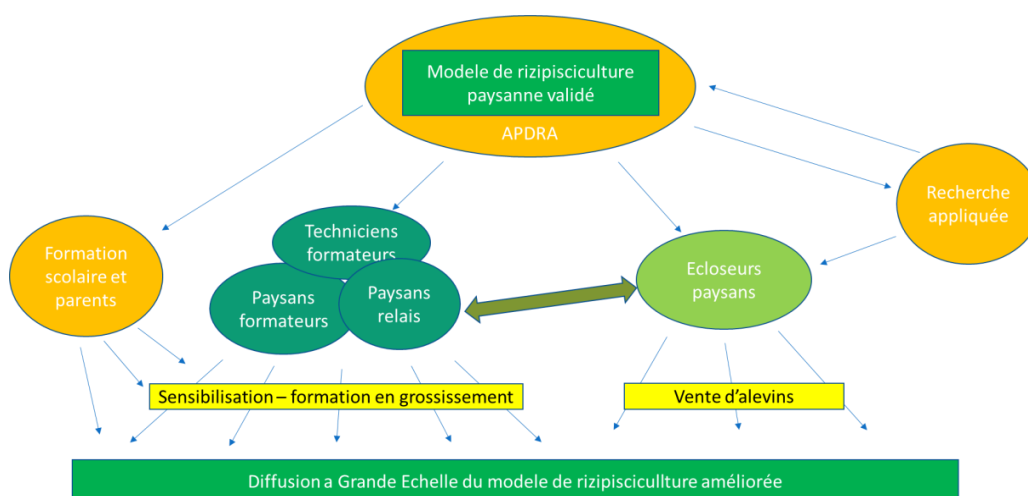 Modele de rizipisciculture
paysanne validé
APDRA
Recherche
appliquée
Techniciens
formateurs
Formation
scolaire et
parents
Ecloseurs
paysans
Paysans
formateurs
Paysans
relais
Sensibilisation – formation en grossissement
Vente d'alevins
Diffusion a Grande Echelle du modele de rizipiscicullture améliorée